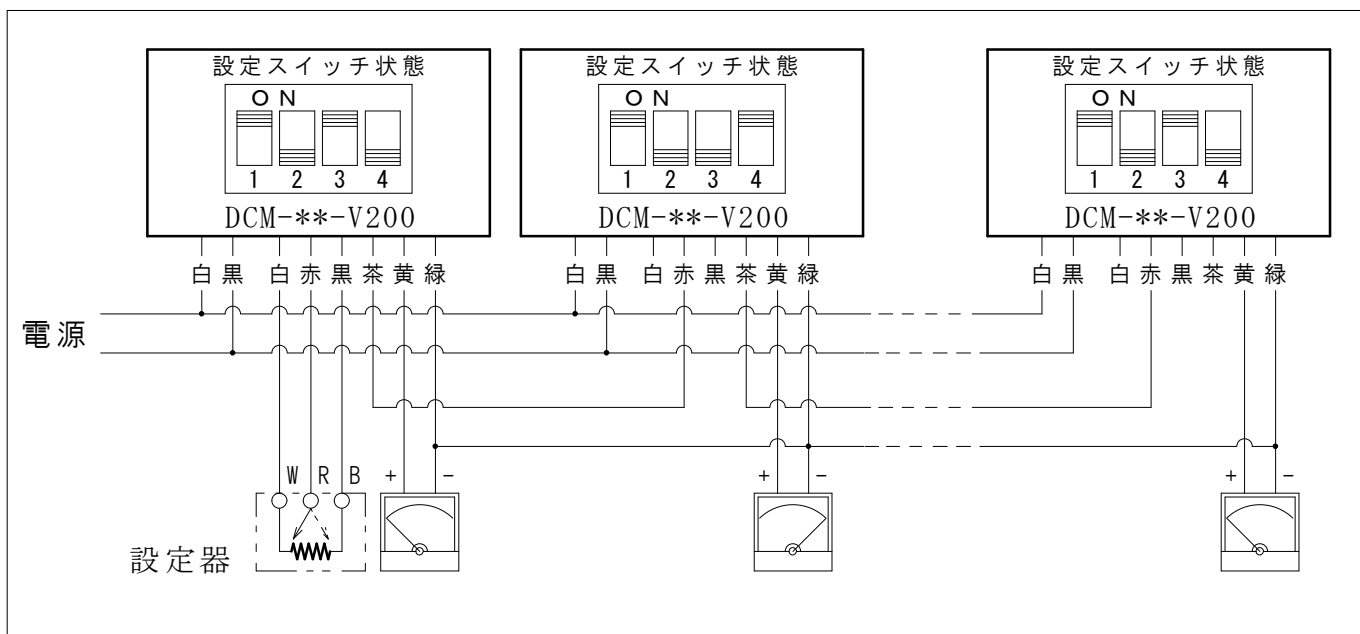 設定スイッチ状態 設定スイッチ状態 設定スイッチ状態
ON ON ON
1 2 3 4 1 2 3 4 1 2 3 4
DCM-**-V200 DCM-**-V200 DCM-**-V200
白 黒 白 赤 黒 茶 黄 緑 白 黒 白 赤 黒 茶 黄 緑 白 黒 白 赤 黒 茶 黄 緑
電源
W R B + - + - + -
設定器